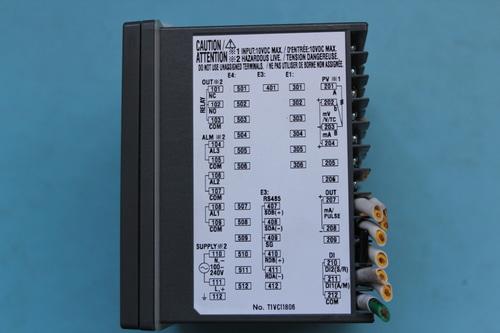 CAUTION/ ※1 INPUT:10VDC MAX. / D'ENTRÉE:10VDC MAX.
ATTENTION ※2 HAZARDOUS LIVE. / TENSION DANGEREUSE.
DO NOT USE UNASSIGNED TERMINALS. / NE PAS UTILISER DE BORNE NON ASSIGNÉE.
OUT※2 E4: E3: E1: PV ※1
101 501 401 301 201
NC A
RELAY
102 502 302 202
NO b
103 503 303 203
COM mV/TC mA B
ALM ※2
104 504 304 204
AL3
105 505 305 205
COM
106 506 306 206
AL2
107
COM E3: RS485 OUT
108 507 407 207
AL1 SDB(+) mA/PULSE
109 508 408 208
COM SDA(-)
509 409 209
SUPPLY※2 SG
110 510 410 DI 210
N,- RDB(+) DI2(S/R)
100-240V
111 511 411 211
L,+ RDA(-) DI1(A/M)
112 512 412 212
COM
No. T1VCI1806